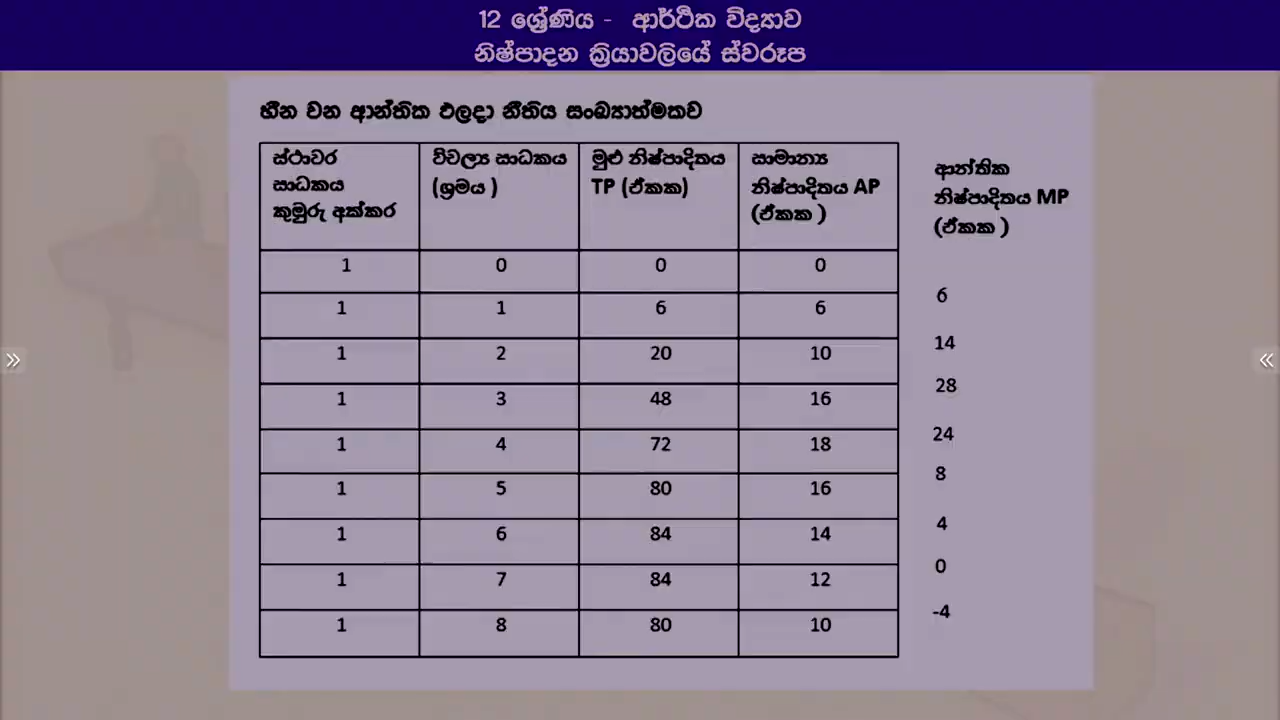 12 ශ්‍රේණිය -  ආර්ථික විද්‍යාව
නිෂ්පාදන ක්‍රියාවලියේ ස්වරූප
හීන වන ආන්තික ඵලදා නීතිය සංඛ්‍යාත්මකව
ස්ථාවර සාධකය කුඹුරු අක්කර | විචල්‍ය සාධකය (ශ්‍රමය ) | මුළු නිෂ්පාදිතය TP (ඒකක) | සාමාන්‍ය නිෂ්පාදිතය AP (ඒකක ) | ආන්තික නිෂ්පාදිතය MP (ඒකක )
1 0 0 0
6
1 1 6 6
14
1 2 20 10
28
1 3 48 16
24
1 4 72 18
8
1 5 80 16
4
1 6 84 14
0
1 7 84 12
-4
1 8 80 10